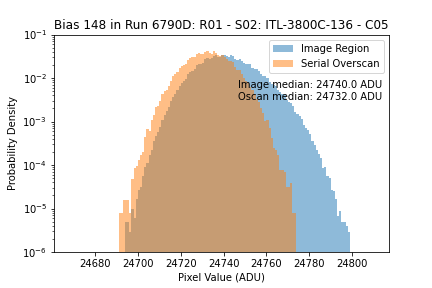 Bias 148 in Run 6790D: R01 - S02: ITL-3800C-136 - C05
Image Region
Serial Overscan
Image median: 24740.0 ADU
Oscan median: 24732.0 ADU
Probability Density
10⁻¹
10⁻²
10⁻³
10⁻⁴
10⁻⁵
10⁻⁶
24680 24700 24720 24740 24760 24780 24800
Pixel Value (ADU)